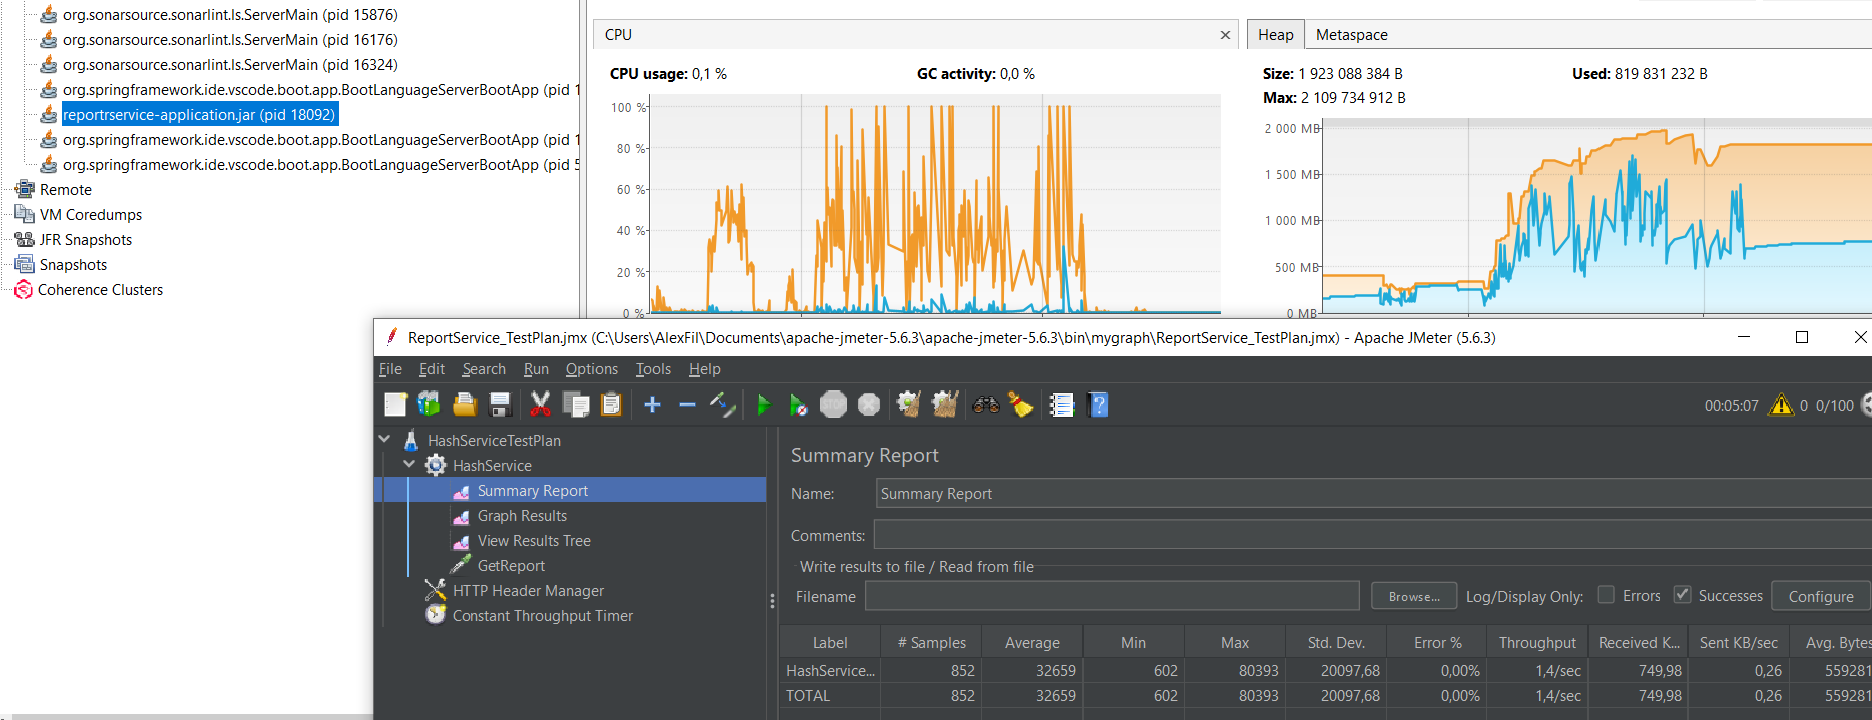 org.sonarsource.sonarlint.ls.ServerMain (pid 15876)
org.sonarsource.sonarlint.ls.ServerMain (pid 16176)
org.sonarsource.sonarlint.ls.ServerMain (pid 16324)
org.springframework.ide.vscode.boot.app.BootLanguageServerBootApp (pid 1
reportrservice-application.jar (pid 18092)
org.springframework.ide.vscode.boot.app.BootLanguageServerBootApp (pid 1
org.springframework.ide.vscode.boot.app.BootLanguageServerBootApp (pid 5
Remote
VM Coredumps
JFR Snapshots
Snapshots
Coherence Clusters
CPU
CPU usage: 0,1 % GC activity: 0,0 %
100 %
80 %
60 %
40 %
20 %
0 %
Heap Metaspace
Size: 1 923 088 384 B Used: 819 831 232 B
Max: 2 109 734 912 B
2 000 MB
1 500 MB
1 000 MB
500 MB
0 MB
ReportService_TestPlan.jmx (C:\Users\AlexFil\Documents\apache-jmeter-5.6.3\apache-jmeter-5.6.3\bin\mygraph\ReportService_TestPlan.jmx) - Apache JMeter (5.6.3)
File Edit Search Run Options Tools Help
STOP
00:05:07 0 0/100
HashServiceTestPlan
HashService
Summary Report
Graph Results
View Results Tree
GetReport
HTTP Header Manager
Constant Throughput Timer
Summary Report
Name: Summary Report
Comments:
Write results to file / Read from file
Filename Browse... Log/Display Only: Errors Successes Configure
Label # Samples Average Min Max Std. Dev. Error % Throughput Received K... Sent KB/sec Avg. Bytes
HashService... 852 32659 602 80393 20097,68 0,00% 1,4/sec 749,98 0,26 559281
TOTAL 852 32659 602 80393 20097,68 0,00% 1,4/sec 749,98 0,26 559281